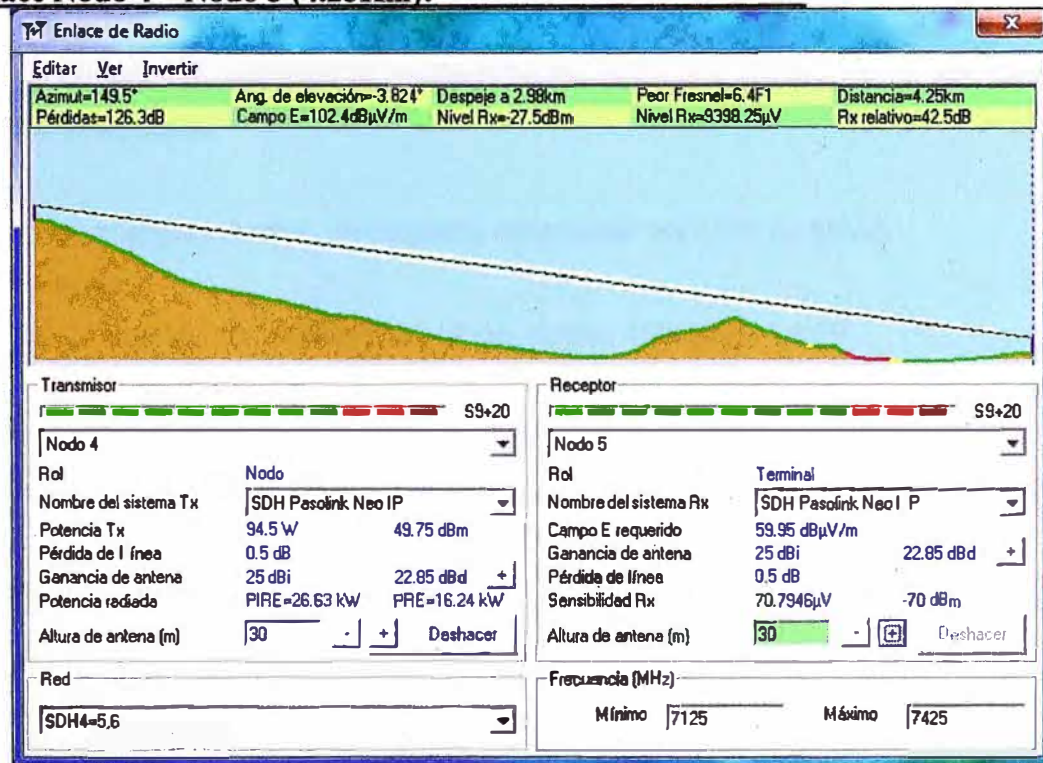 Nodo 4 - Nodo 5
Enlace de Radio
Editar Ver Invertir
Azimut=149.5° Ang. de elevación=-3.824° Despeje a 2.98km Peor Fresnel=6.4F1 Distancia=4.25km
Pérdidas=126.3dB Campo E=102.4dBµV/m Nivel Rx=-27.5dBm Nivel Rx=9398.25µV Rx relativo=42.5dB
Transmisor
S9+20
Nodo 4
Rol Nodo
Nombre del sistema Tx SDH Pasolink Neo IP
Potencia Tx 94.5 W 49.75 dBm
Pérdida de línea 0.5 dB
Ganancia de antena 25 dBi 22.85 dBd +
Potencia radiada PIRE=26.63 kW PRE=16.24 kW
Altura de antena (m) 30 - + Deshacer
Red
SDH4=5,6
Receptor
S9+20
Nodo 5
Rol Terminal
Nombre del sistema Rx SDH Pasolink Neo I P
Campo E requerido 59.95 dBµV/m
Ganancia de antena 25 dBi 22.85 dBd +
Pérdida de línea 0.5 dB
Sensibilidad Rx 70.7946µV -70 dBm
Altura de antena (m) 30 - + Deshacer
Frecuencia (MHz)
Mínimo 7125 Máximo 7425